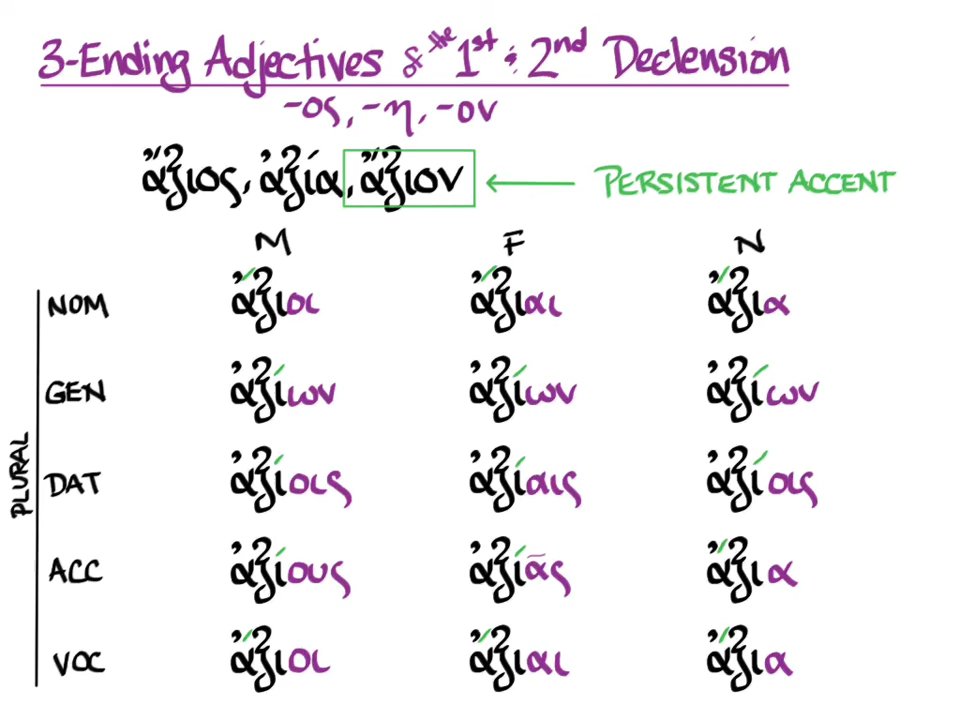 3-Ending Adjectives & the 1st & 2nd Declension
-ος, -η, -ον
ἄξιος, ἀξία, ἄξιον ← PERSISTENT ACCENT
M F N
PLURAL
NOM ἄξιοι ἄξιαι ἄξια
GEN ἀξίων ἀξίων ἀξίων
DAT ἀξίοις ἀξίαις ἀξίοις
ACC ἀξίους ἀξίᾱς ἄξια
VOC ἄξιοι ἄξιαι ἄξια